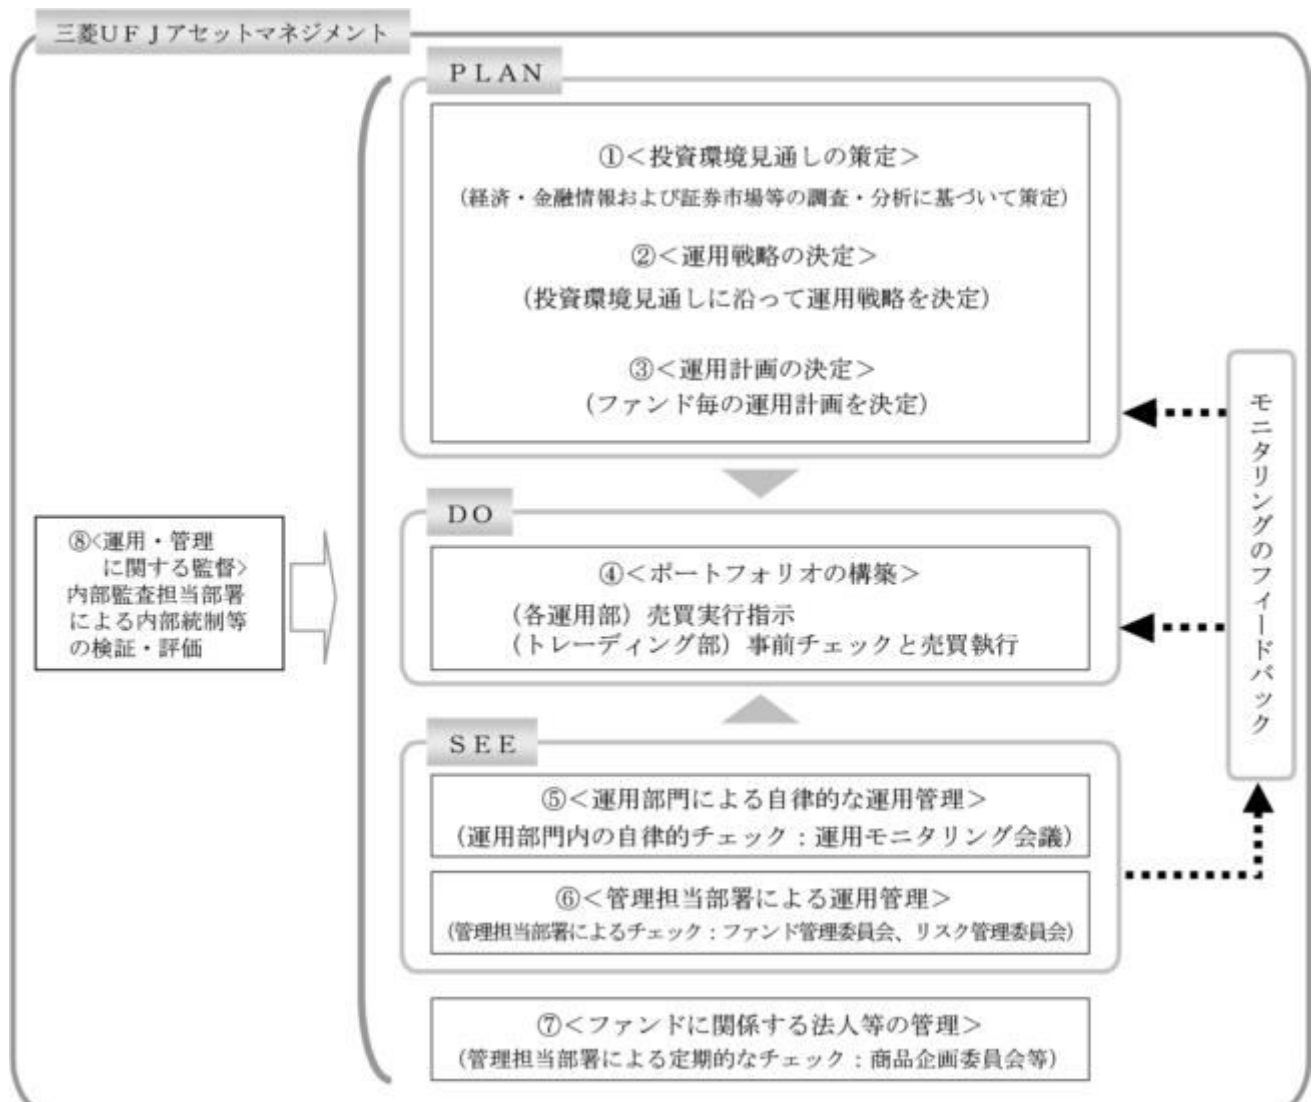 三菱UFJアセットマネジメント
PLAN
①＜投資環境見通しの策定＞
(経済・金融情報および証券市場等の調査・分析に基づいて策定)
②＜運用戦略の決定＞
(投資環境見通しに沿って運用戦略を決定)
③＜運用計画の決定＞
(ファンド毎の運用計画を決定)
DO
④＜ポートフォリオの構築＞
(各運用部) 売買実行指示
(トレーディング部) 事前チェックと売買執行
SEE
⑤＜運用部門による自律的な運用管理＞
(運用部門内の自律的チェック：運用モニタリング会議)
⑥＜管理担当部署による運用管理＞
(管理担当部署によるチェック：ファンド管理委員会、リスク管理委員会)
⑦＜ファンドに関係する法人等の管理＞
(管理担当部署による定期的なチェック：商品企画委員会等)
⑧<運用・管理
に関する監督>
内部監査担当部署
による内部統制等
の検証・評価
モニタリングのフィードバック